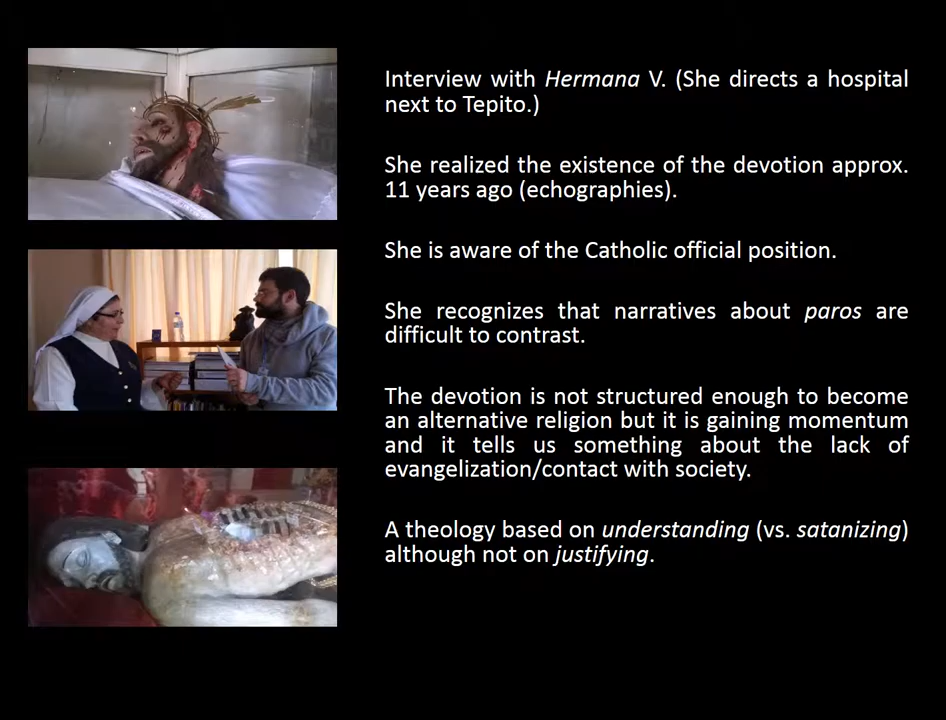 Interview with Hermana V. (She directs a hospital
next to Tepito.)
She realized the existence of the devotion approx.
11 years ago (echographies).
She is aware of the Catholic official position.
She recognizes that narratives about paros are
difficult to contrast.
The devotion is not structured enough to become
an alternative religion but it is gaining momentum
and it tells us something about the lack of
evangelization/contact with society.
A theology based on understanding (vs. satanizing)
although not on justifying.